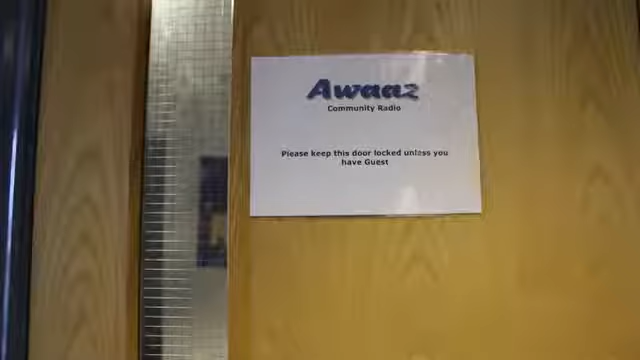 Awaaz
Community Radio
Please keep this door locked unless you
have Guest